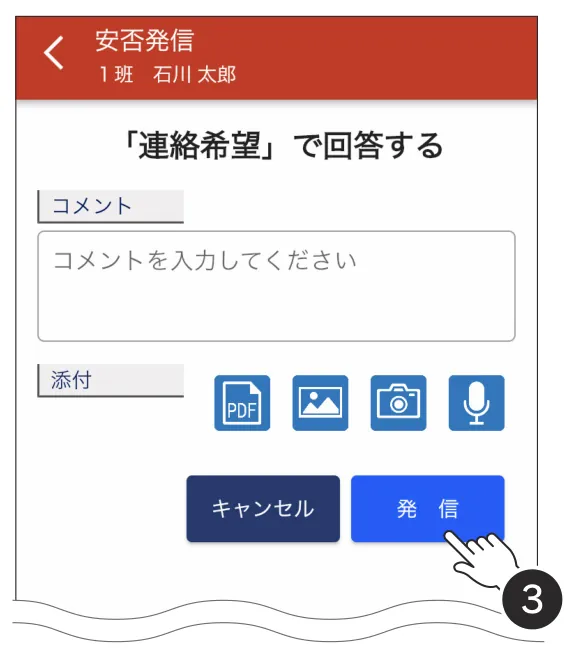 安否発信
1班　石川 太郎
「連絡希望」で回答する
コメント
コメントを入力してください
添付
PDF
キャンセル
発　信
3